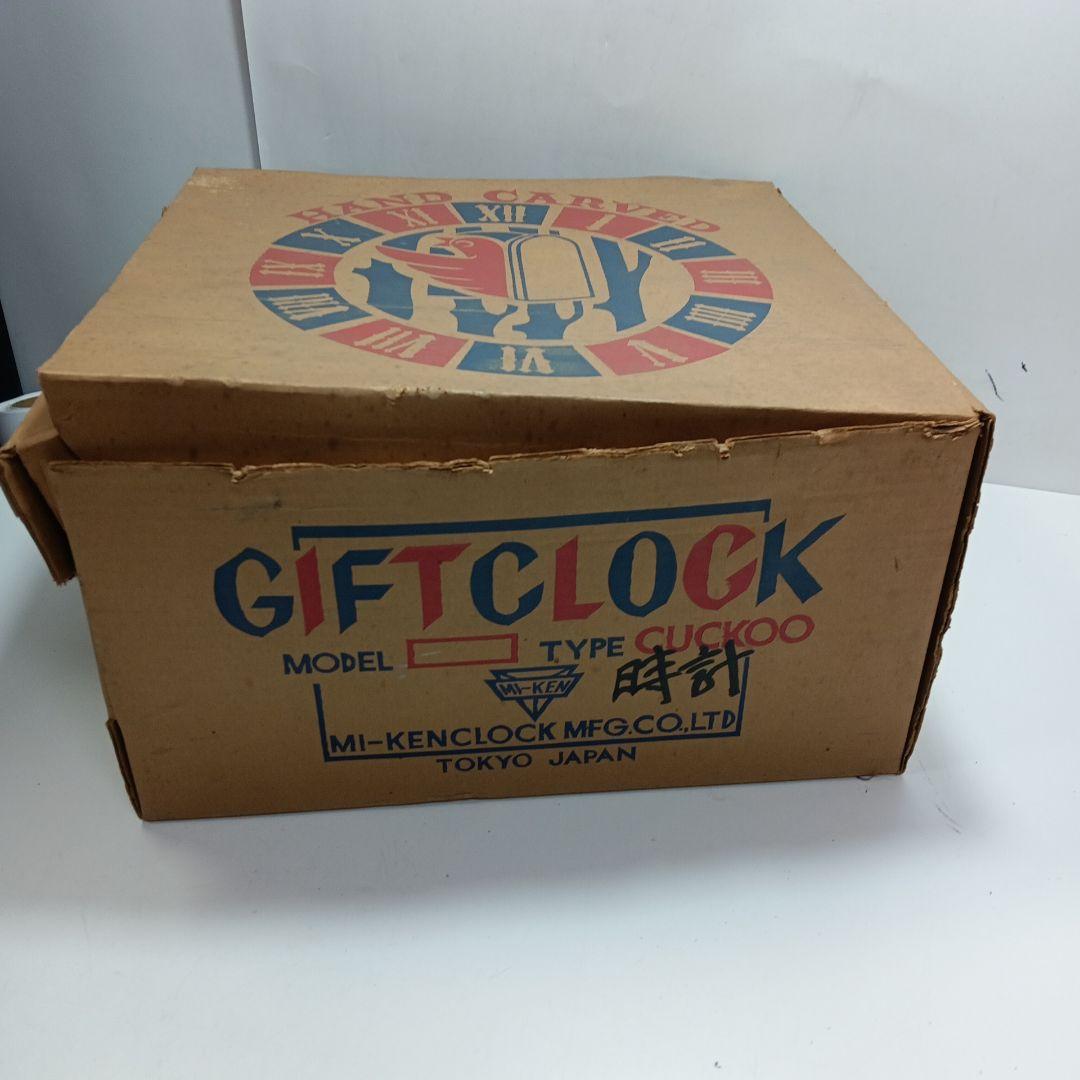 HAND CARVED
XII
I
II
III
IIII
V
VI
VII
VIII
IX
X
XI
GIFTCLOCK
MODEL TYPE CUCKOO
MI-KEN 時計
MI-KENCLOCK MFG.CO.,LTD
TOKYO JAPAN